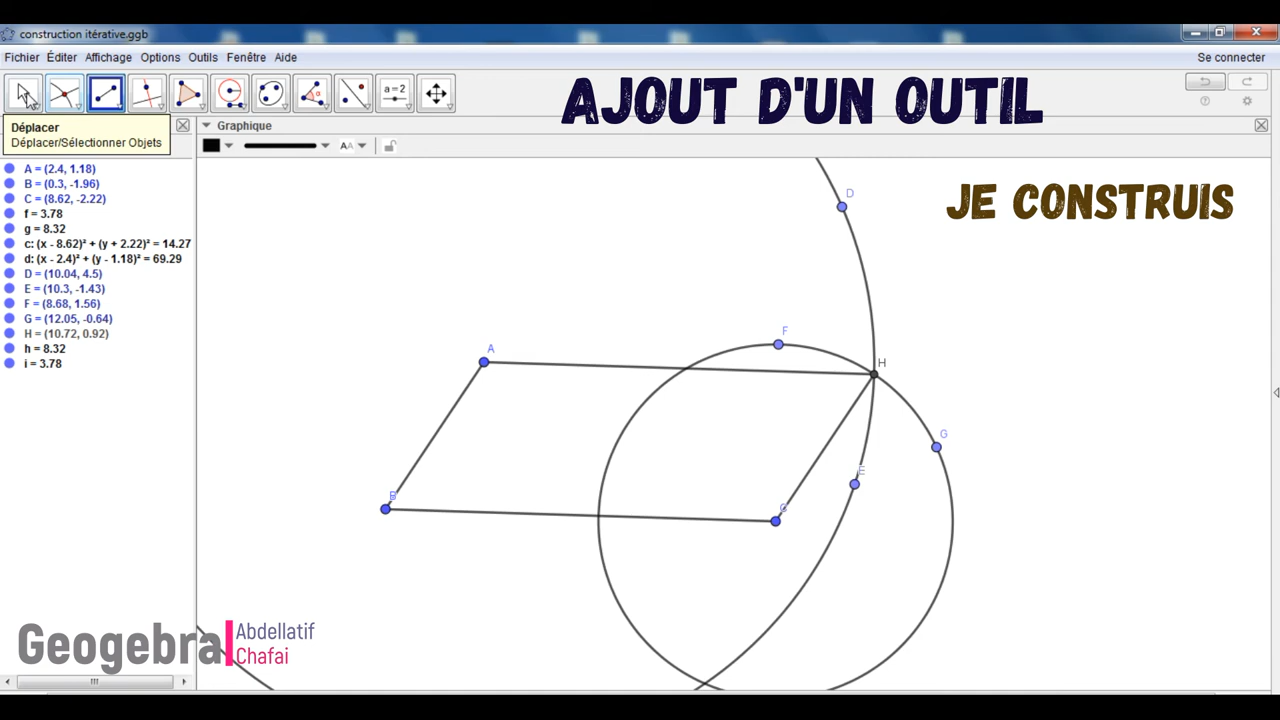 construction itérative.ggb
Fichier Éditer Affichage Options Outils Fenêtre Aide
Se connecter
a = 2
AJOUT D'UN OUTIL
Déplacer
Déplacer/Sélectionner Objets
Graphique
AA
JE CONSTRUIS
A = (2.4, 1.18)
B = (0.3, -1.96)
C = (8.62, -2.22)
f = 3.78
g = 8.32
c: (x - 8.62)² + (y + 2.22)² = 14.27
d: (x - 2.4)² + (y - 1.18)² = 69.29
D = (10.04, 4.5)
E = (10.3, -1.43)
F = (8.68, 1.56)
G = (12.05, -0.64)
H = (10.72, 0.92)
h = 8.32
i = 3.78
D
F
A
H
G
E
B
C
Geogebra
Abdellatif
Chafai